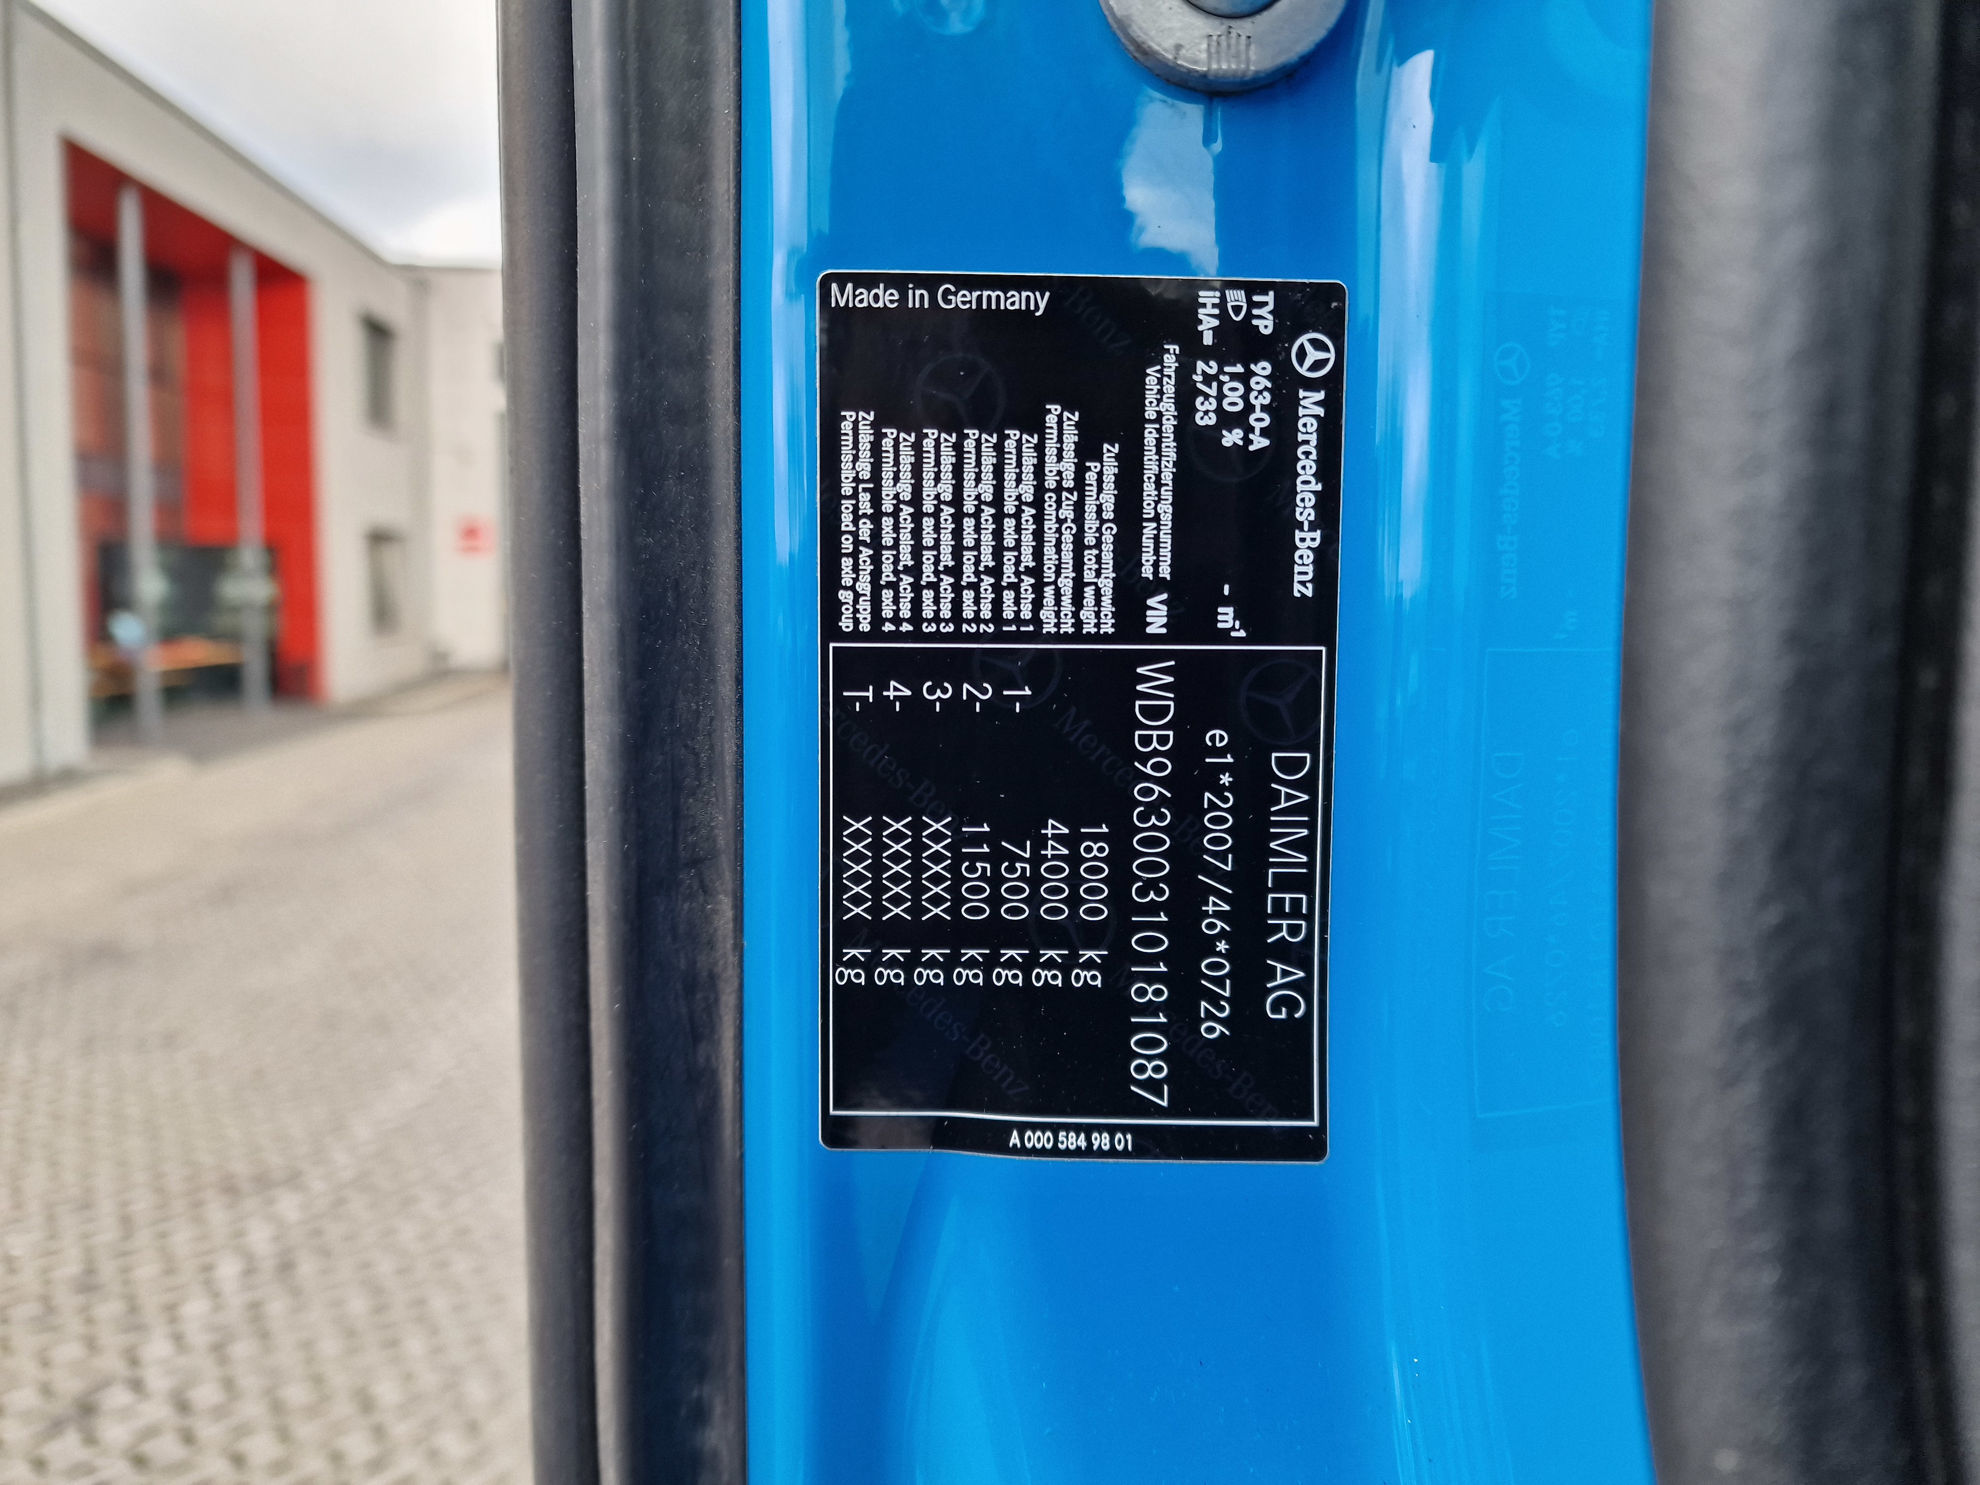 Mercedes-Benz
TYP 963-0-A
1,00 % - m⁻¹
iHA= 2,733
DAIMLER AG
e1*2007/46*0726
Fahrzeugidentifizierungsnummer
Vehicle Identification Number VIN WDB9630031018​1087
Zulässiges Gesamtgewicht
Permissible total weight 18000 kg
Zulässiges Zug-Gesamtgewicht
Permissible combination weight 44000 kg
Zulässige Achslast, Achse 1
Permissible axle load, axle 1 1- 7500 kg
Zulässige Achslast, Achse 2
Permissible axle load, axle 2 2- 11500 kg
Zulässige Achslast, Achse 3
Permissible axle load, axle 3 3- XXXXX kg
Zulässige Achslast, Achse 4
Permissible axle load, axle 4 4- XXXXX kg
Zulässige Last der Achsgruppe
Permissible load on axle group T- XXXXX kg
Made in Germany
A 000 584 98 01